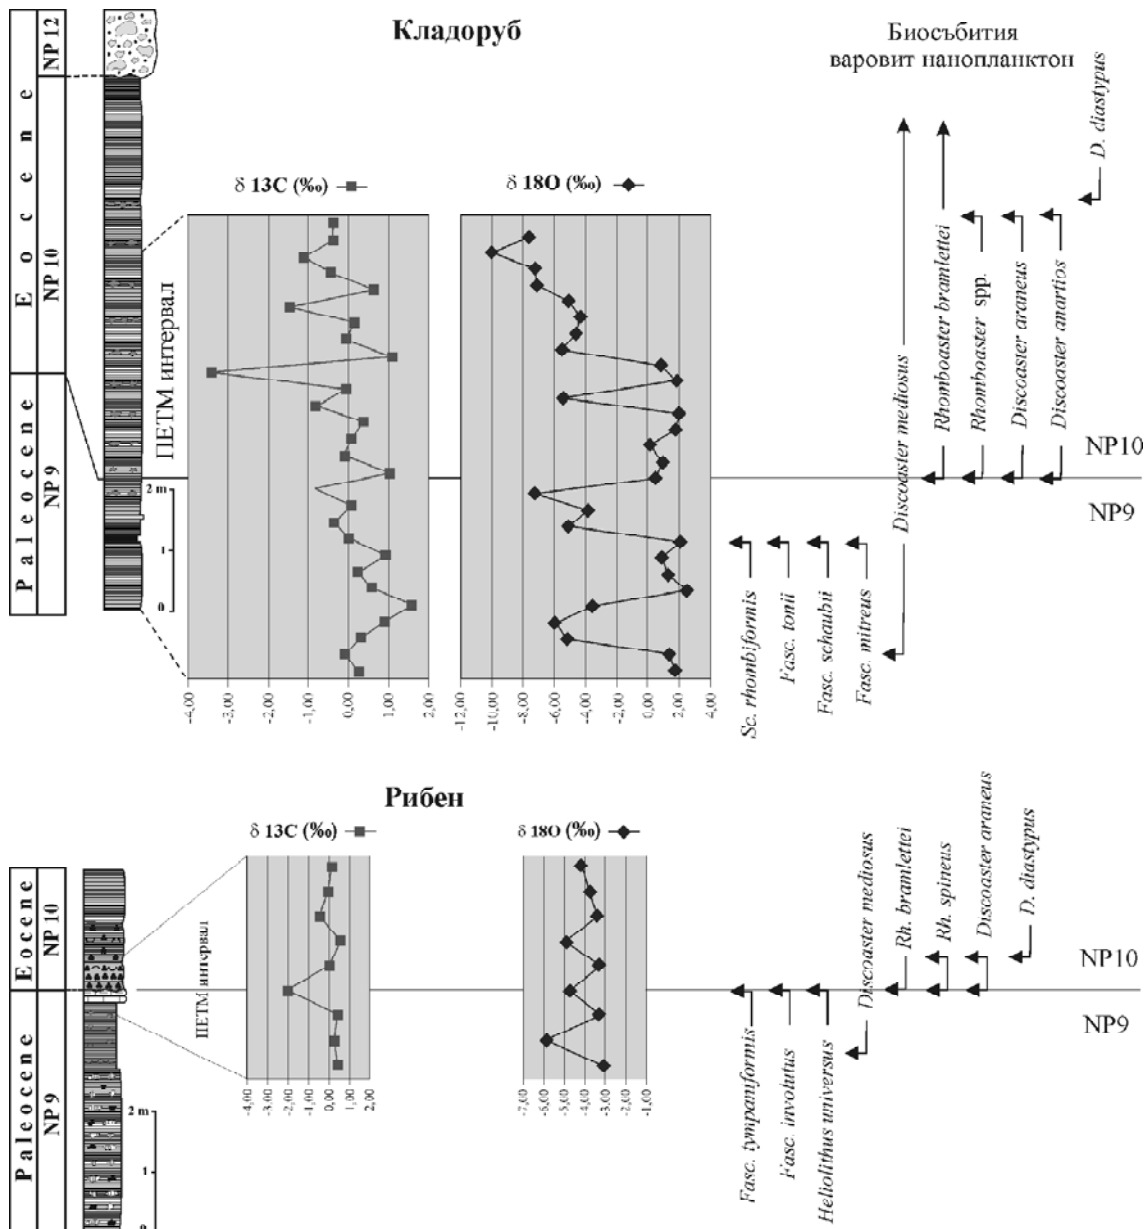 Кладоруб
Биосъбития
варовит нанопланктон
Eocene
NP 12
NP 10
Paleocene
NP 9
2 m
1
0
ПЕТМ интервал
δ 13C (‰)
-4,00
-3,00
-2,00
-1,00
0,00
1,00
2,00
δ 18O (‰)
-12,00
-10,00
-8,00
-6,00
-4,00
-2,00
0,00
2,00
4,00
Sc. rhombiformis
Fasc. tonii
Fasc. schaubii
Fasc. mitreus
Discoaster mediosus
Rhomboaster bramlettei
Rhomboaster spp.
Discoaster araneus
Discoaster anartios
D. diastypus
NP10
NP9
Рибен
Eocene
NP 10
Paleocene
NP 9
2 m
1
0
ПЕТМ интервал
δ 13C (‰)
-4,00
-3,00
-2,00
-1,00
0,00
1,00
2,00
δ 18O (‰)
-7,00
-6,00
-5,00
-4,00
-3,00
-2,00
-1,00
Fasc. tympaniformis
Fasc. involutus
Heliolithus universus
Discoaster mediosus
Rh. bramlettei
Rh. spineus
Discoaster araneus
D. diastypus
NP10
NP9